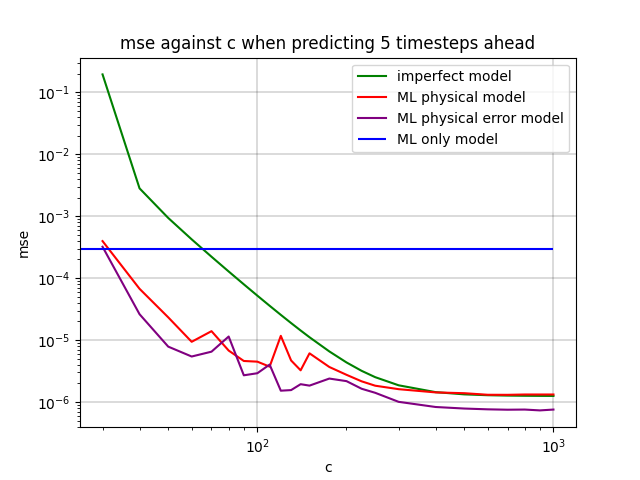 mse against c when predicting 5 timesteps ahead
imperfect model
ML physical model
ML physical error model
ML only model
10⁻¹
10⁻²
10⁻³
10⁻⁴
10⁻⁵
10⁻⁶
mse
10² 10³
c